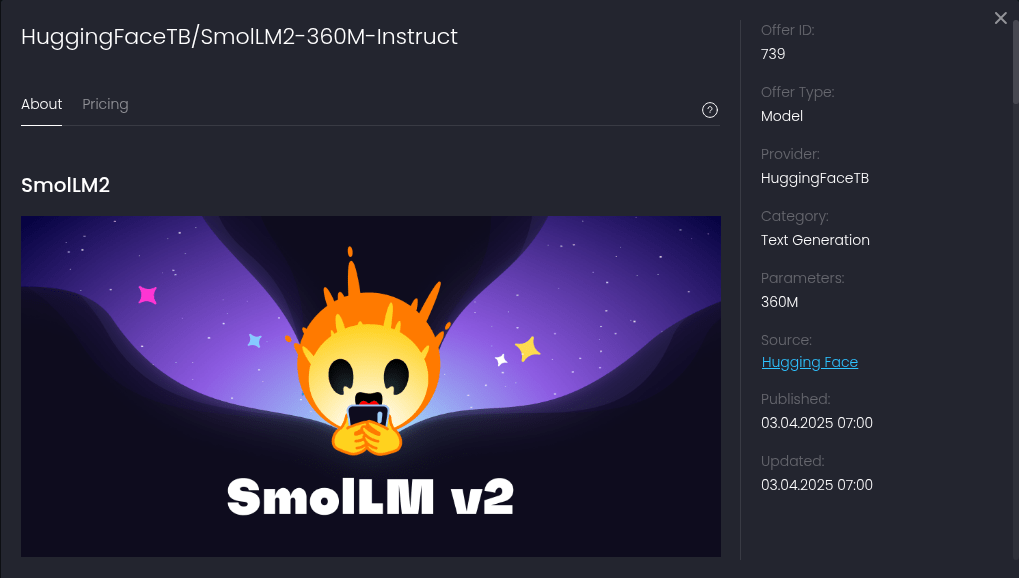 HuggingFaceTB/SmolLM2-360M-Instruct
About Pricing
?
SmolLM2
SmolLM v2
Offer ID:
739
Offer Type:
Model
Provider:
HuggingFaceTB
Category:
Text Generation
Parameters:
360M
Source:
Hugging Face
Published:
03.04.2025 07:00
Updated:
03.04.2025 07:00